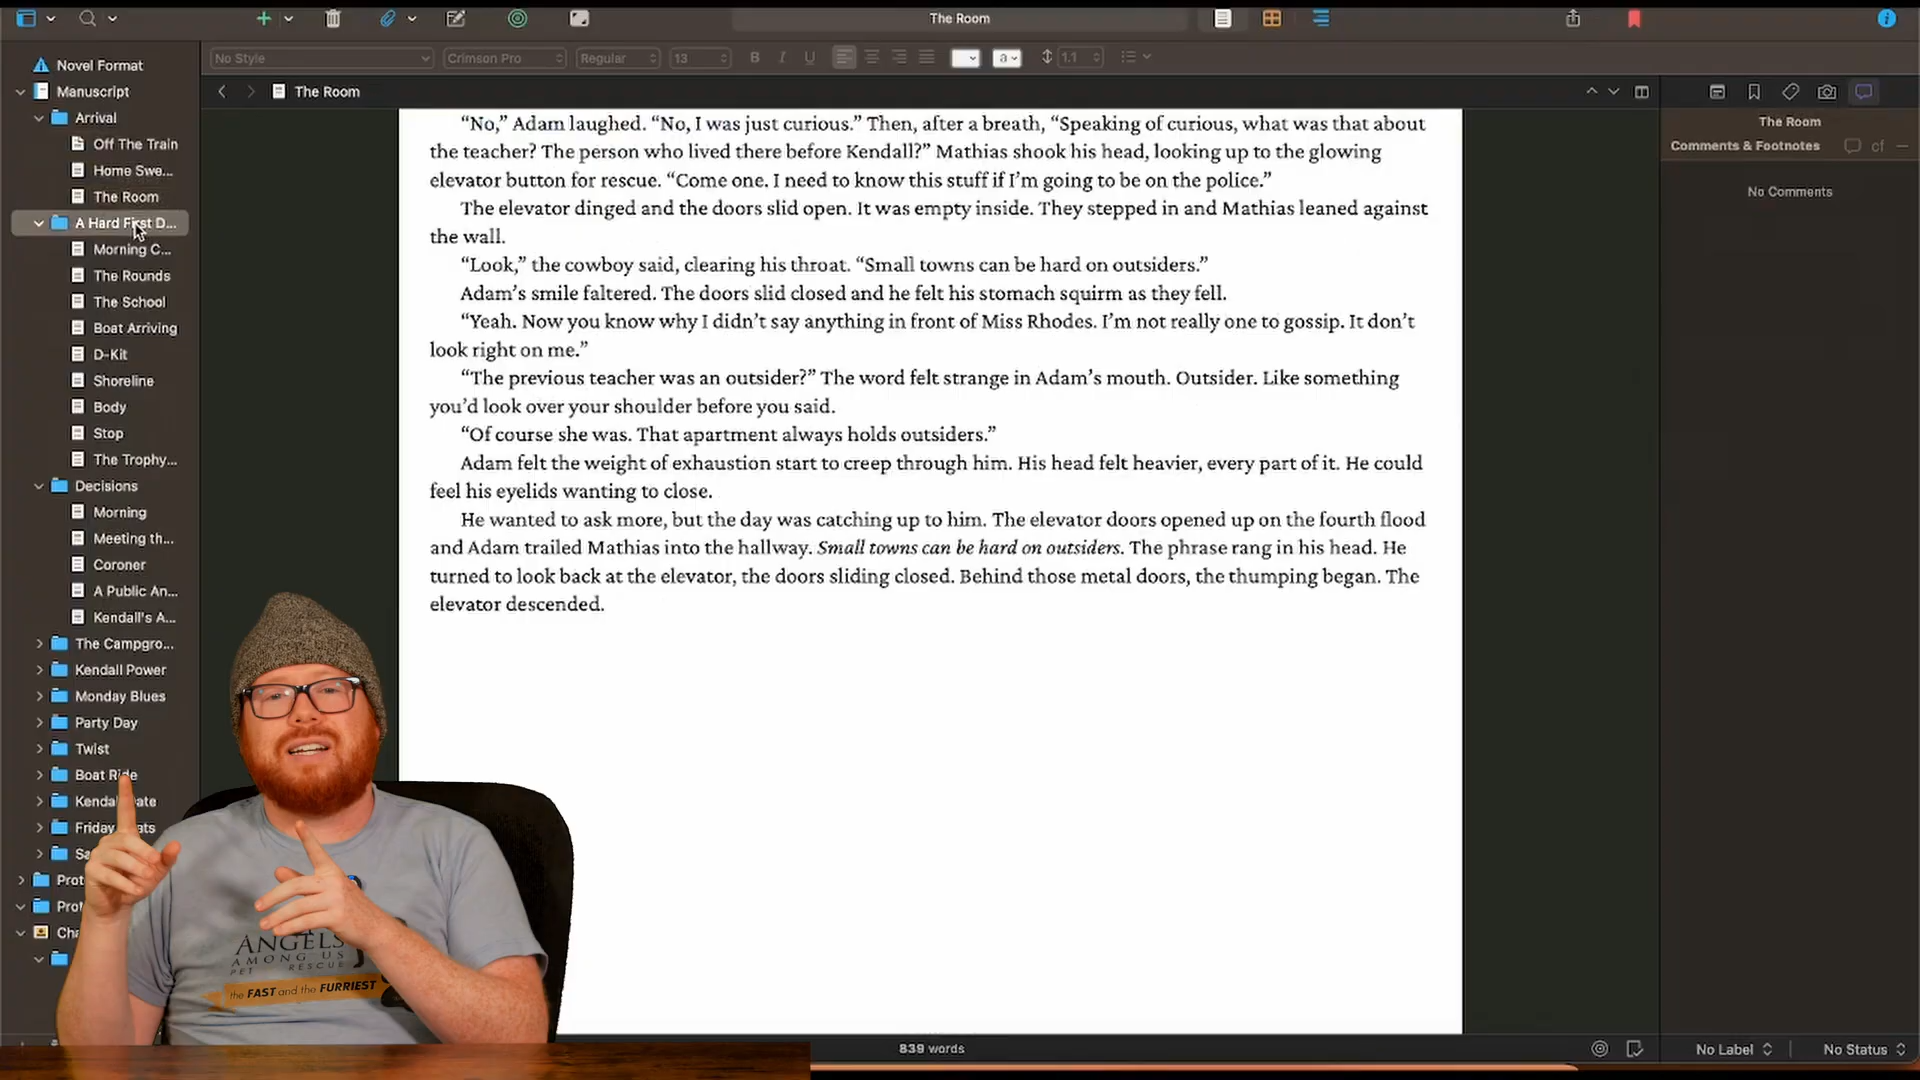 The Room
No Style
Crimson Pro
Regular
13
B
I
U
a
1.1
Novel Format
Manuscript
Arrival
Off The Train
Home Swe...
The Room
A Hard First D...
Morning C...
The Rounds
The School
Boat Arriving
D-Kit
Shoreline
Body
Stop
The Trophy...
Decisions
Morning
Meeting th...
Coroner
A Public An...
Kendall's A...
The Campgro...
Kendall Power
Monday Blues
Party Day
Twist
Boat Ride
The Room
“No,” Adam laughed. “No, I was just curious.” Then, after a breath, “Speaking of curious, what was that about
the teacher? The person who lived there before Kendall?” Mathias shook his head, looking up to the glowing
elevator button for rescue. “Come one. I need to know this stuff if I’m going to be on the police.”
The elevator dinged and the doors slid open. It was empty inside. They stepped in and Mathias leaned against
the wall.
“Look,” the cowboy said, clearing his throat. “Small towns can be hard on outsiders.”
Adam’s smile faltered. The doors slid closed and he felt his stomach squirm as they fell.
“Yeah. Now you know why I didn’t say anything in front of Miss Rhodes. I’m not really one to gossip. It don’t
look right on me.”
“The previous teacher was an outsider?” The word felt strange in Adam’s mouth. Outsider. Like something
you’d look over your shoulder before you said.
“Of course she was. That apartment always holds outsiders.”
Adam felt the weight of exhaustion start to creep through him. His head felt heavier, every part of it. He could
feel his eyelids wanting to close.
He wanted to ask more, but the day was catching up to him. The elevator doors opened up on the fourth flood
and Adam trailed Mathias into the hallway. Small towns can be hard on outsiders. The phrase rang in his head. He
turned to look back at the elevator, the doors sliding closed. Behind those metal doors, the thumping began. The
elevator descended.
839 words
The Room
Comments & Footnotes
cf
No Comments
No Label
No Status
ANGELS
AMONG US
PET RESCUE
the FAST and the FURRIEST